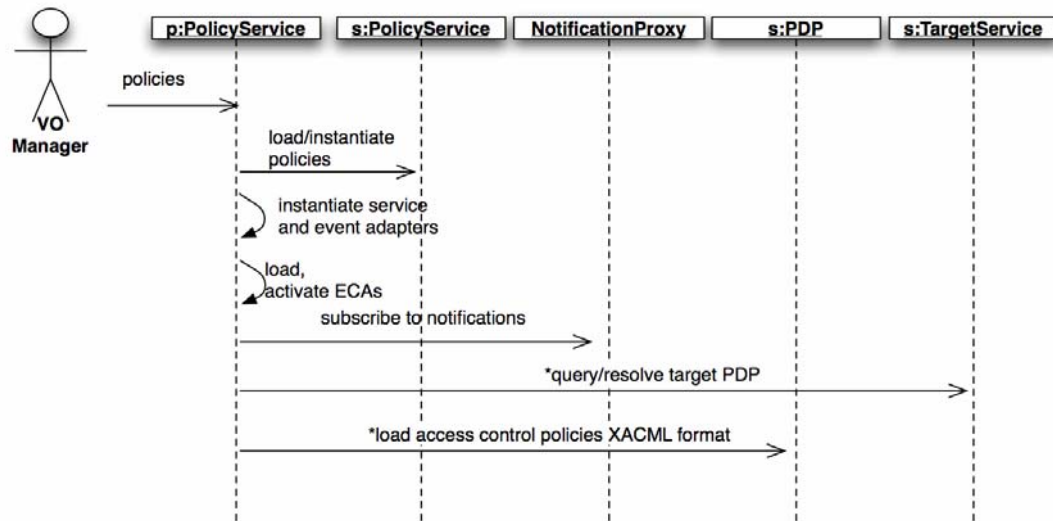 p:PolicyService
s:PolicyService
NotificationProxy
s:PDP
s:TargetService
VO
Manager
policies
load/instantiate
policies
instantiate service
and event adapters
load,
activate ECAs
subscribe to notifications
*query/resolve target PDP
*load access control policies XACML format